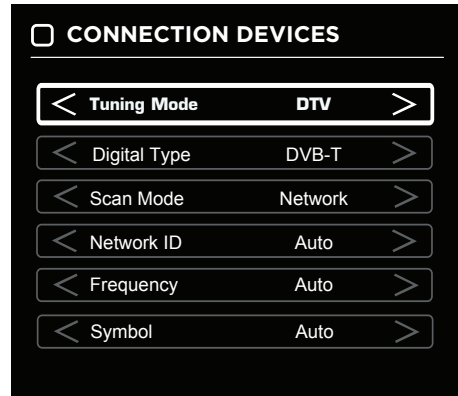 CONNECTION DEVICES
< Tuning Mode DTV >
< Digital Type DVB-T >
< Scan Mode Network >
< Network ID Auto >
< Frequency Auto >
< Symbol Auto >